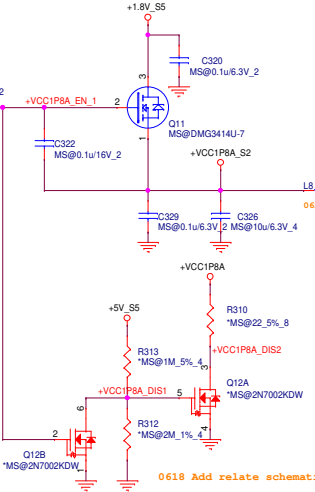 +1.8V_S5
C320
MS@0.1u/6.3V_2
3
2
+VCC1P8A_EN_1
2
Q11
MS@DMG3414U-7
1
C322
MS@0.1u/16V_2
+VCC1P8A_S2
L8
06
C329
MS@0.1u/6.3V_2
C326
MS@10u/6.3V_4
+VCC1P8A
+5V_S5
R310
*MS@22_5%_8
R313
*MS@1M_5%_4
+VCC1P8A_DIS2
3
+VCC1P8A_DIS1
5
Q12A
*MS@2N7002KDW
6
R312
*MS@2M_1%_4
4
2
Q12B
*MS@2N7002KDW
1
0618 Add relate schemati